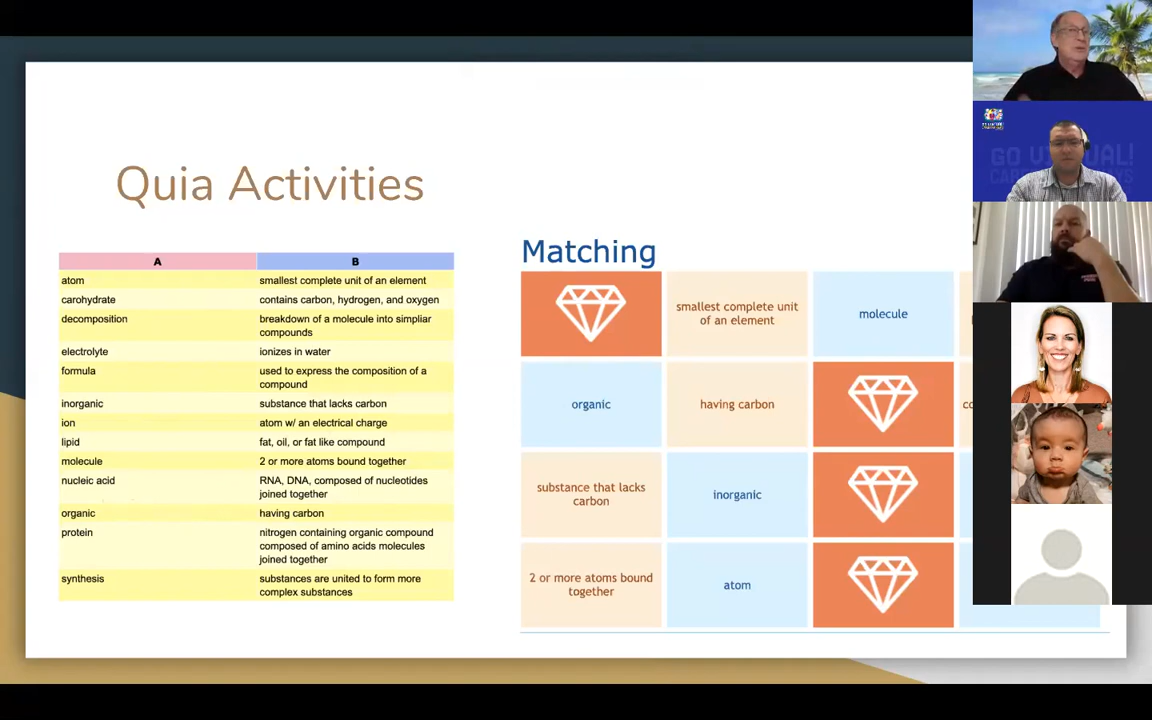 Quia Activities
A B
atom smallest complete unit of an element
carohydrate contains carbon, hydrogen, and oxygen
decomposition breakdown of a molecule into simpliar
compounds
electrolyte ionizes in water
formula used to express the composition of a
compound
inorganic substance that lacks carbon
ion atom w/ an electrical charge
lipid fat, oil, or fat like compound
molecule 2 or more atoms bound together
nucleic acid RNA, DNA, composed of nucleotides
joined together
organic having carbon
protein nitrogen containing organic compound
composed of amino acids molecules
joined together
synthesis substances are united to form more
complex substances
Matching
smallest complete unit
of an element
molecule
organic
having carbon
substance that lacks
carbon
inorganic
2 or more atoms bound
together
atom
GO VIRTUAL!